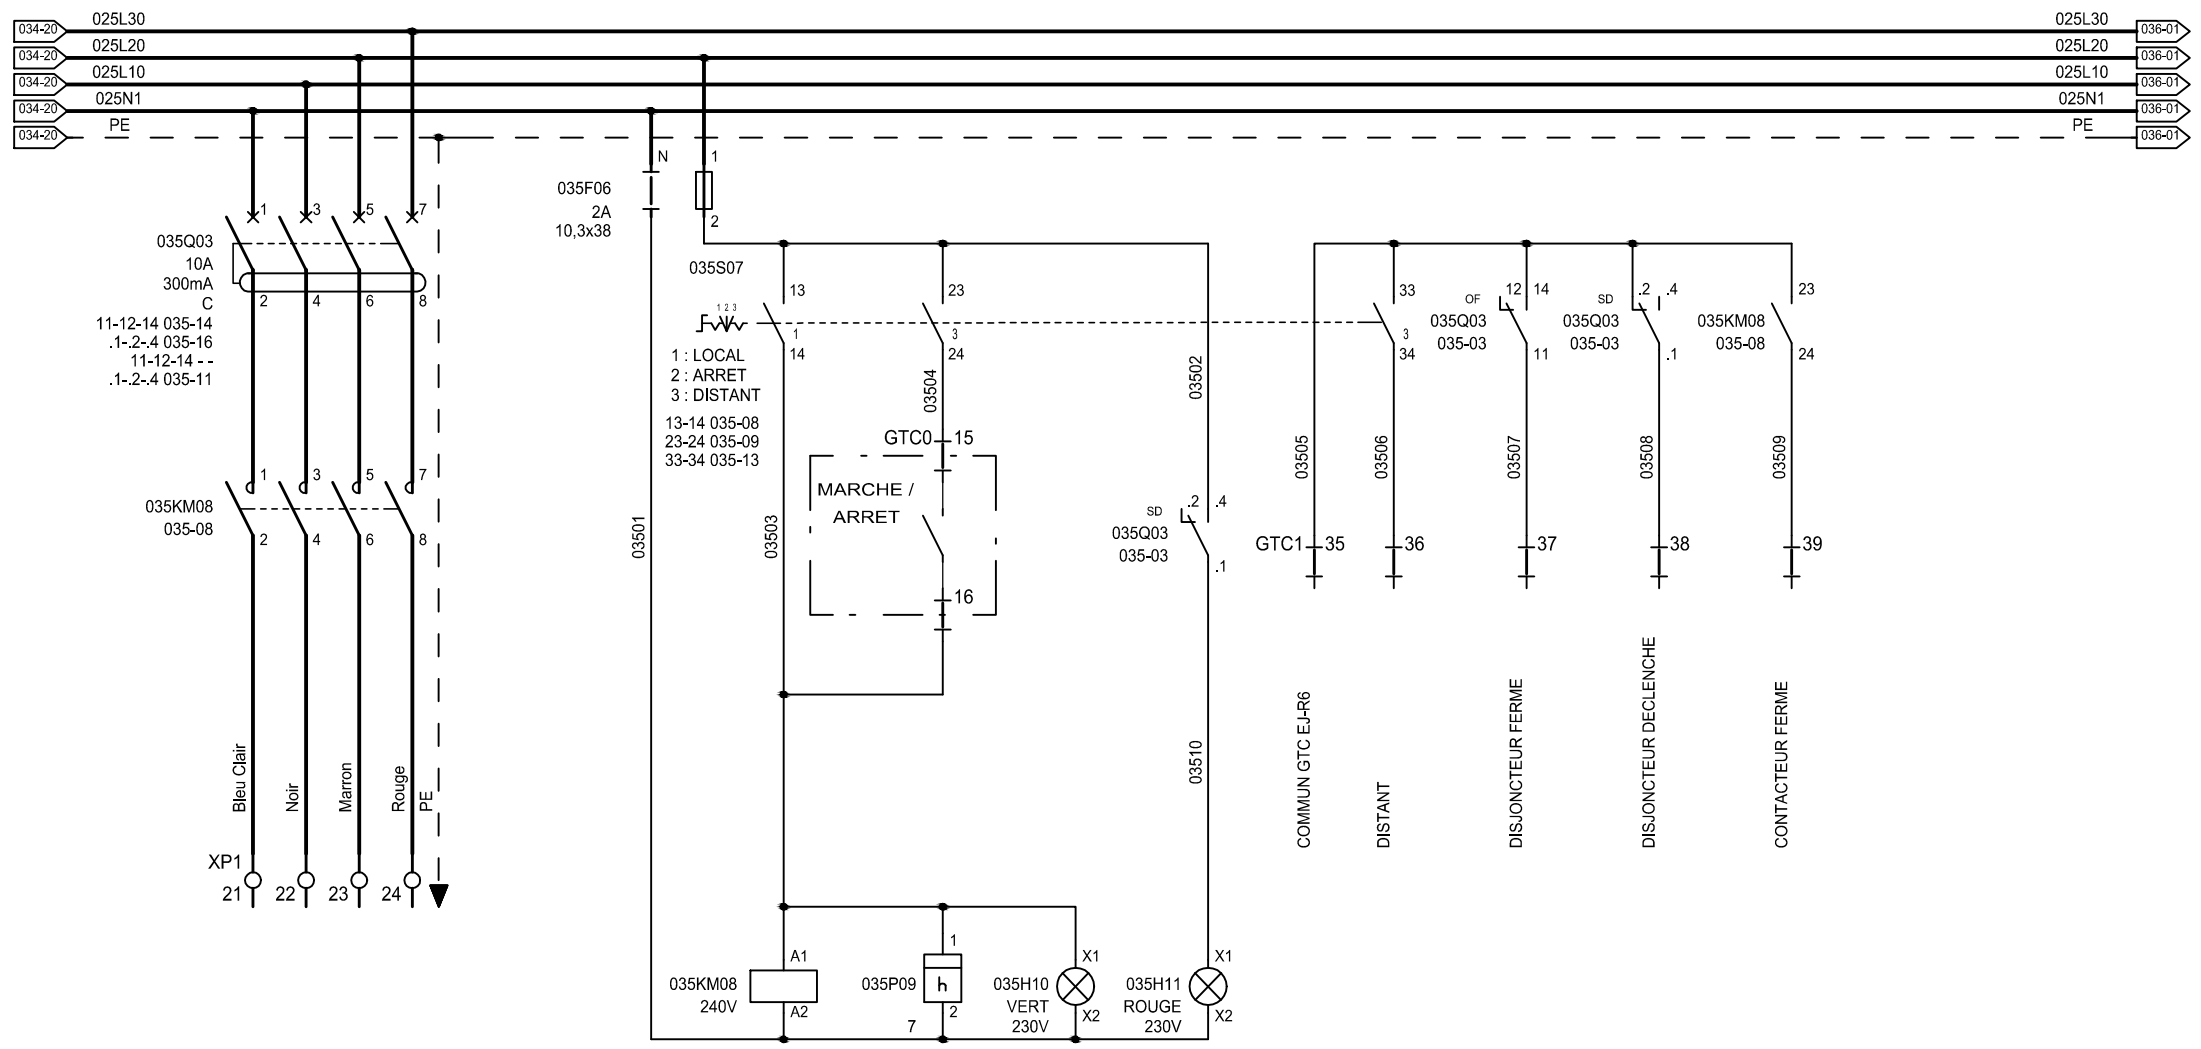 025L30
025L30
034-20
036-01
025L20
025L20
034-20
036-01
025L10
025L10
034-20
036-01
025N1
025N1
034-20
036-01
PE
PE
034-20
036-01
1
3
5
7
035Q03
10A
300mA
C
2
4
6
8
11-12-14 035-14
.1-.2-.4 035-16
11-12-14 - -
.1-.2-.4 035-11
1
3
5
7
035KM08
035-08
2
4
6
8
Bleu Clair
Noir
Marron
Rouge
PE
XP1
21
22
23
24
N
1
035F06
2A
10,3x38
2
035S07
1 2 3
1 : LOCAL
2 : ARRET
3 : DISTANT
13-14 035-08
23-24 035-09
33-34 035-13
13
1
14
23
3
24
03501
03503
03504
GTC0
15
MARCHE /
ARRET
16
03502
.2
.4
SD
035Q03
035-03
.1
03510
A1
035KM08
240V
A2
1
035P09
h
2
7
X1
035H10
VERT
230V
X2
X1
035H11
ROUGE
230V
X2
33
3
34
12
14
OF
035Q03
035-03
11
.2
.4
SD
035Q03
035-03
.1
23
035KM08
035-08
24
03505
03506
03507
03508
03509
GTC1
35
36
37
38
39
COMMUN GTC EJ-R6
DISTANT
DISJONCTEUR FERME
DISJONCTEUR DECLENCHE
CONTACTEUR FERME